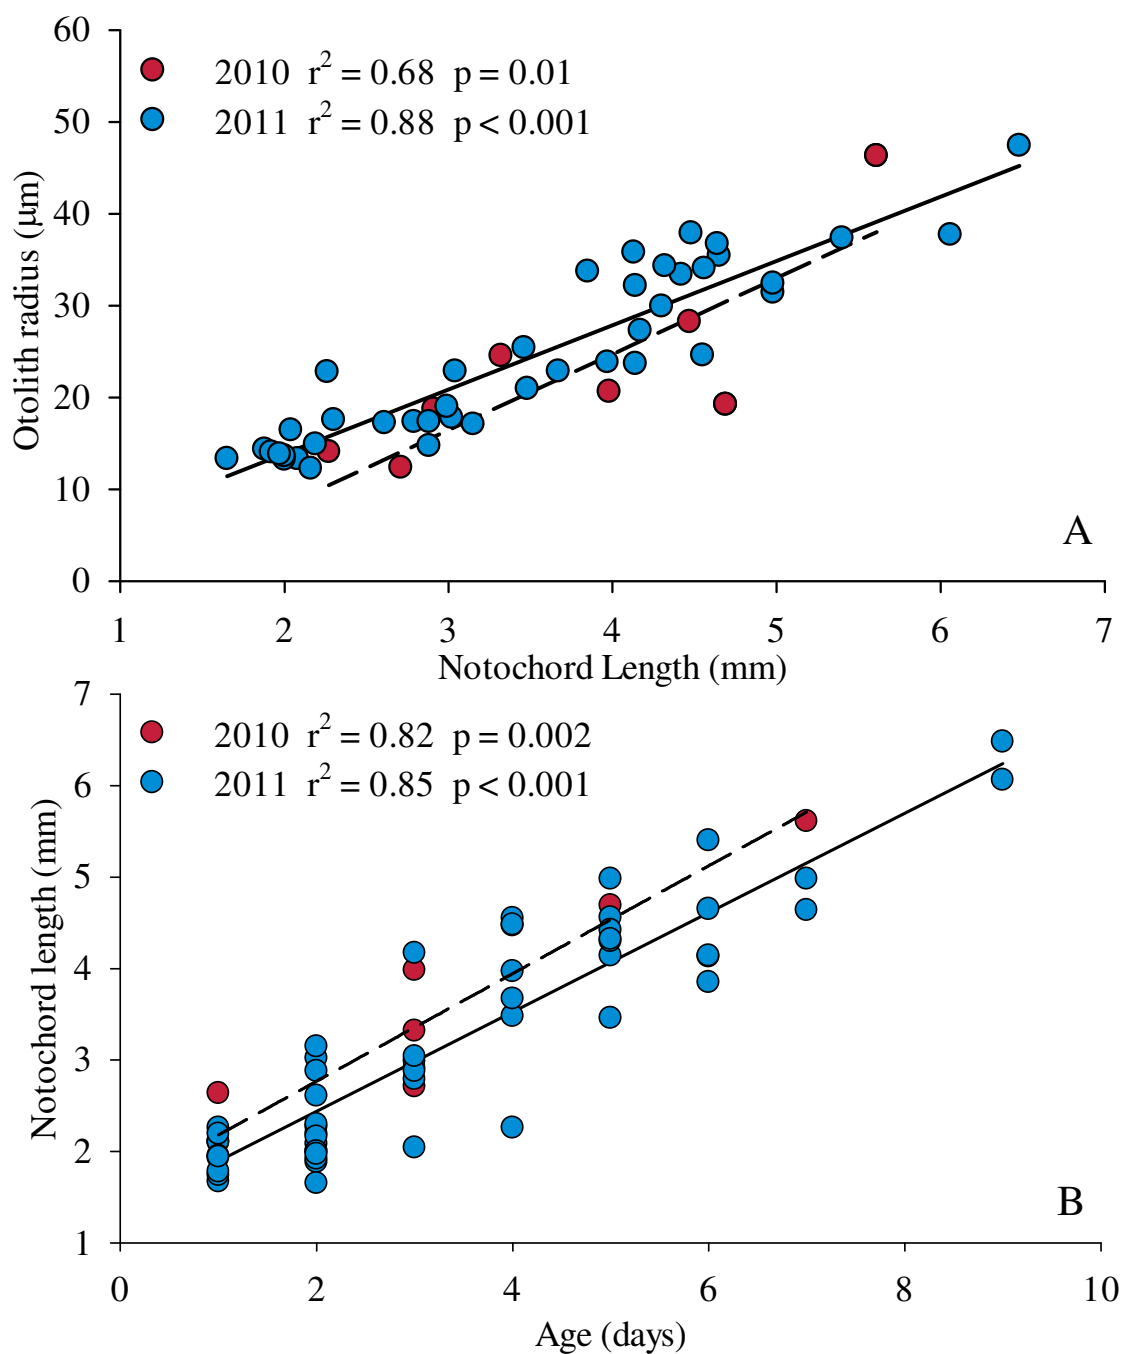 60
2010 r² = 0.68 p = 0.01
50
2011 r² = 0.88 p < 0.001
40
30
20
10
0
Otolith radius (µm)
A
1 2 3 4 5 6 7
Notochord Length (mm)
7
2010 r² = 0.82 p = 0.002
2011 r² = 0.85 p < 0.001
6
5
4
3
2
1
Notochord length (mm)
B
0 2 4 6 8 10
Age (days)